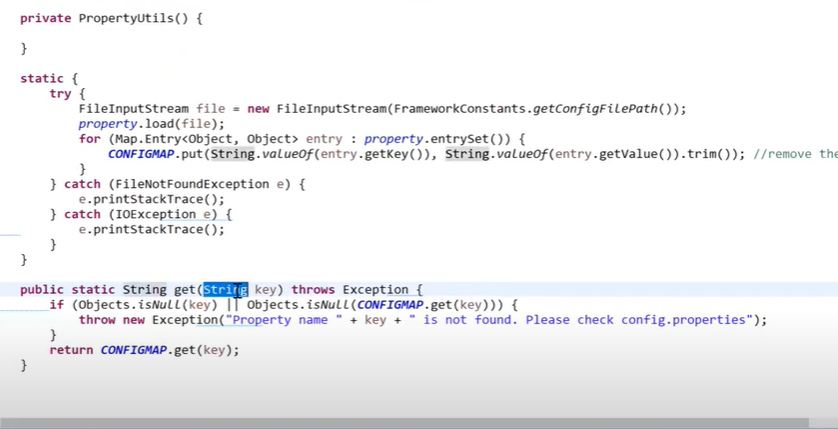 private PropertyUtils() {
}
static {
try {
FileInputStream file = new FileInputStream(FrameworkConstants.getConfigFilePath());
property.load(file);
for (Map.Entry<Object, Object> entry : property.entrySet()) {
CONFIGMAP.put(String.valueOf(entry.getKey()), String.valueOf(entry.getValue()).trim()); //remove the
}
} catch (FileNotFoundException e) {
e.printStackTrace();
} catch (IOException e) {
e.printStackTrace();
}
}
public static String get(String key) throws Exception {
if (Objects.isNull(key) || Objects.isNull(CONFIGMAP.get(key))) {
throw new Exception("Property name " + key + " is not found. Please check config.properties");
}
return CONFIGMAP.get(key);
}